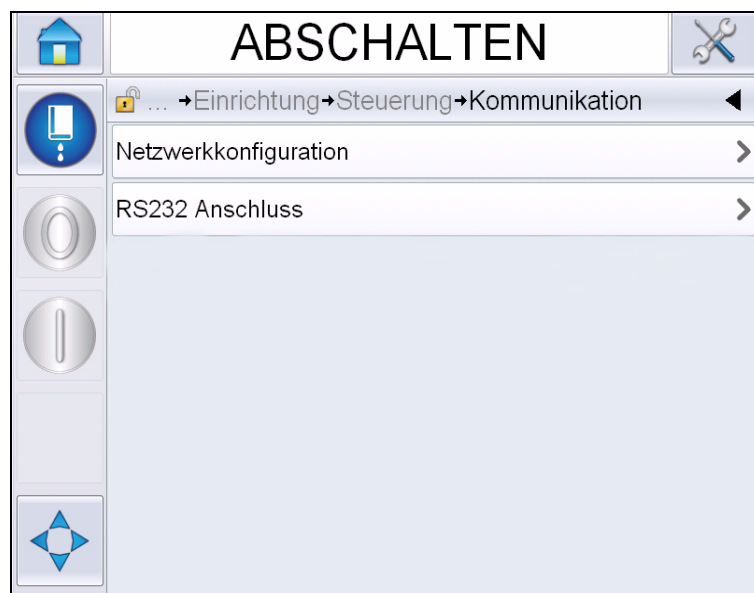 ABSCHALTEN
... →Einrichtung→Steuerung→Kommunikation
Netzwerkkonfiguration
RS232 Anschluss